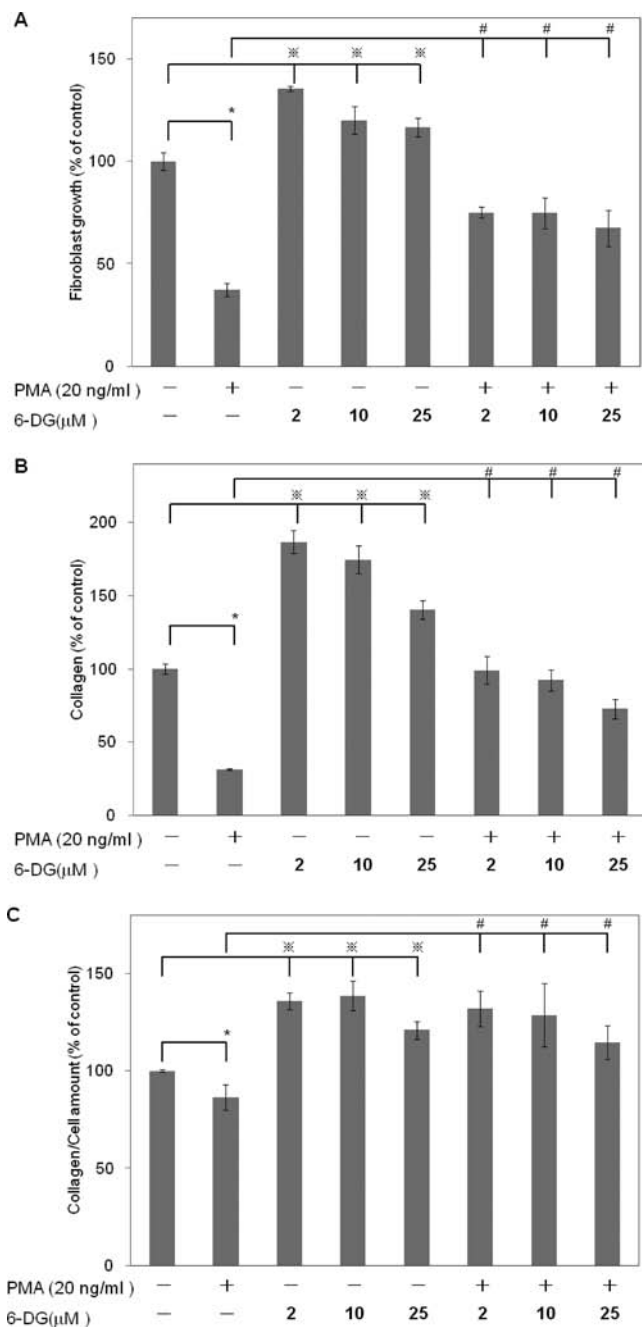 A
# # #
※ ※ ※
150
*
100
50
0
Fibroblast growth (% of control)
PMA (20 ng/ml ) — + — — — + + +
6-DG(μM ) — — 2 10 25 2 10 25
B
# # #
※ ※ ※
200
150
*
100
50
0
Collagen (% of control)
PMA (20 ng/ml ) — + — — — + + +
6-DG(μM ) — — 2 10 25 2 10 25
C
# # #
※ ※ ※
150
*
100
50
0
Collagen/Cell amount (% of control)
PMA (20 ng/ml ) — + — — — + + +
6-DG(μM ) — — 2 10 25 2 10 25